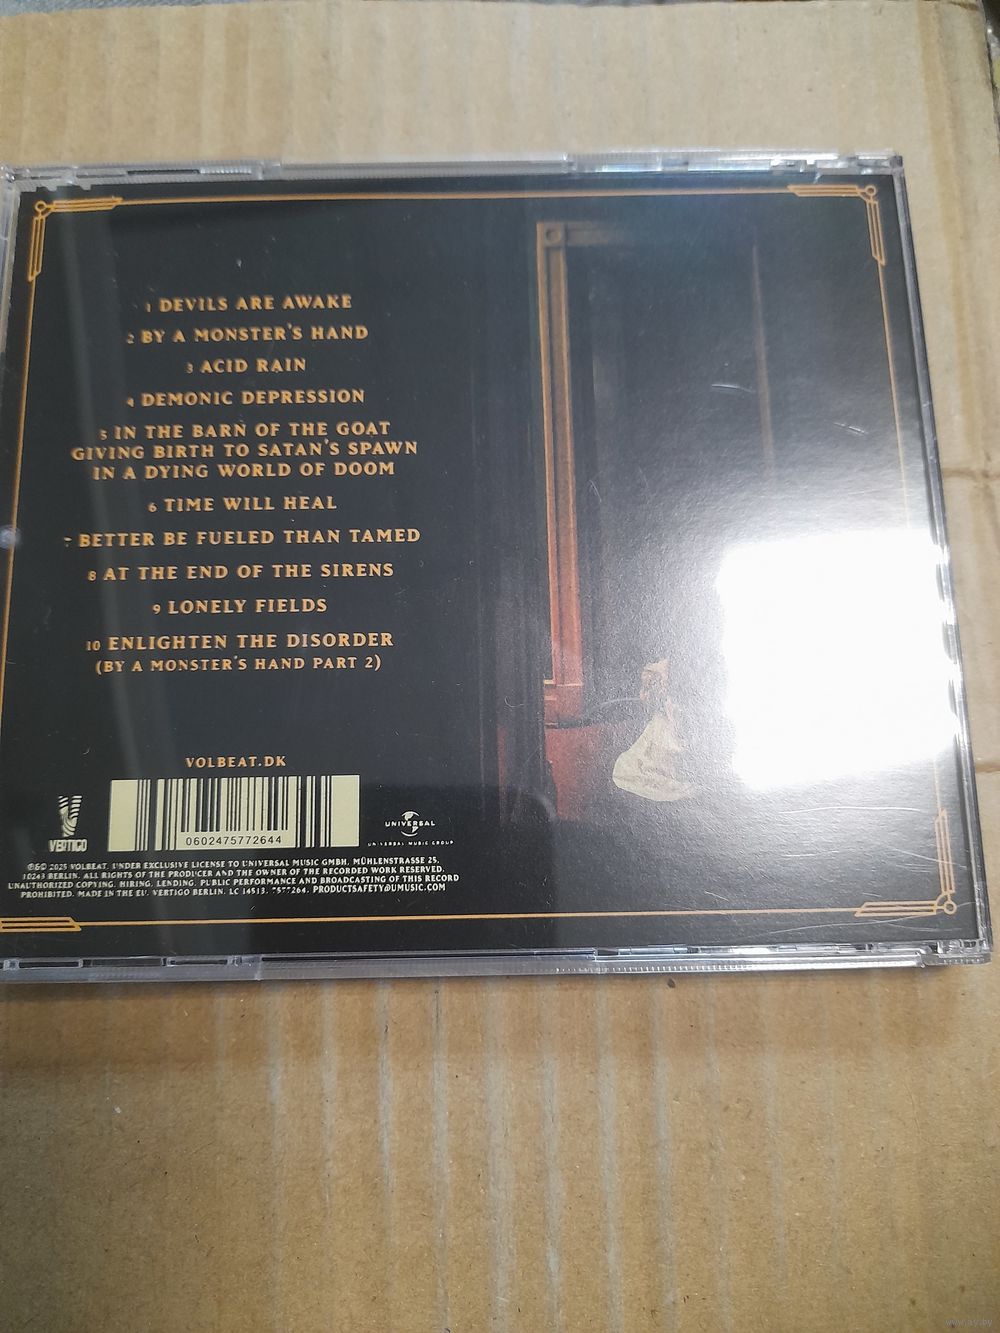 1 DEVILS ARE AWAKE
2 BY A MONSTER'S HAND
3 ACID RAIN
4 DEMONIC DEPRESSION
5 IN THE BARN OF THE GOAT
GIVING BIRTH TO SATAN'S SPAWN
IN A DYING WORLD OF DOOM
6 TIME WILL HEAL
7 BETTER BE FUELED THAN TAMED
8 AT THE END OF THE SIRENS
9 LONELY FIELDS
10 ENLIGHTEN THE DISORDER
(BY A MONSTER'S HAND PART 2)
VOLBEAT.DK
VERTIGO
0602475772644
UNIVERSAL
UNIVERSAL MUSIC GROUP
℗&© 2025 VOLBEAT. UNDER EXCLUSIVE LICENSE TO UNIVERSAL MUSIC GMBH. MÜHLENSTRASSE 25,
10243 BERLIN. ALL RIGHTS OF THE PRODUCER AND THE OWNER OF THE RECORDED WORK RESERVED.
UNAUTHORIZED COPYING, HIRING, LENDING, PUBLIC PERFORMANCE AND BROADCASTING OF THIS RECORD
PROHIBITED. MADE IN THE EU. VERTIGO BERLIN. LC 14513. 7577264. PRODUCTSAFETY@UMUSIC.COM
www.ay.by